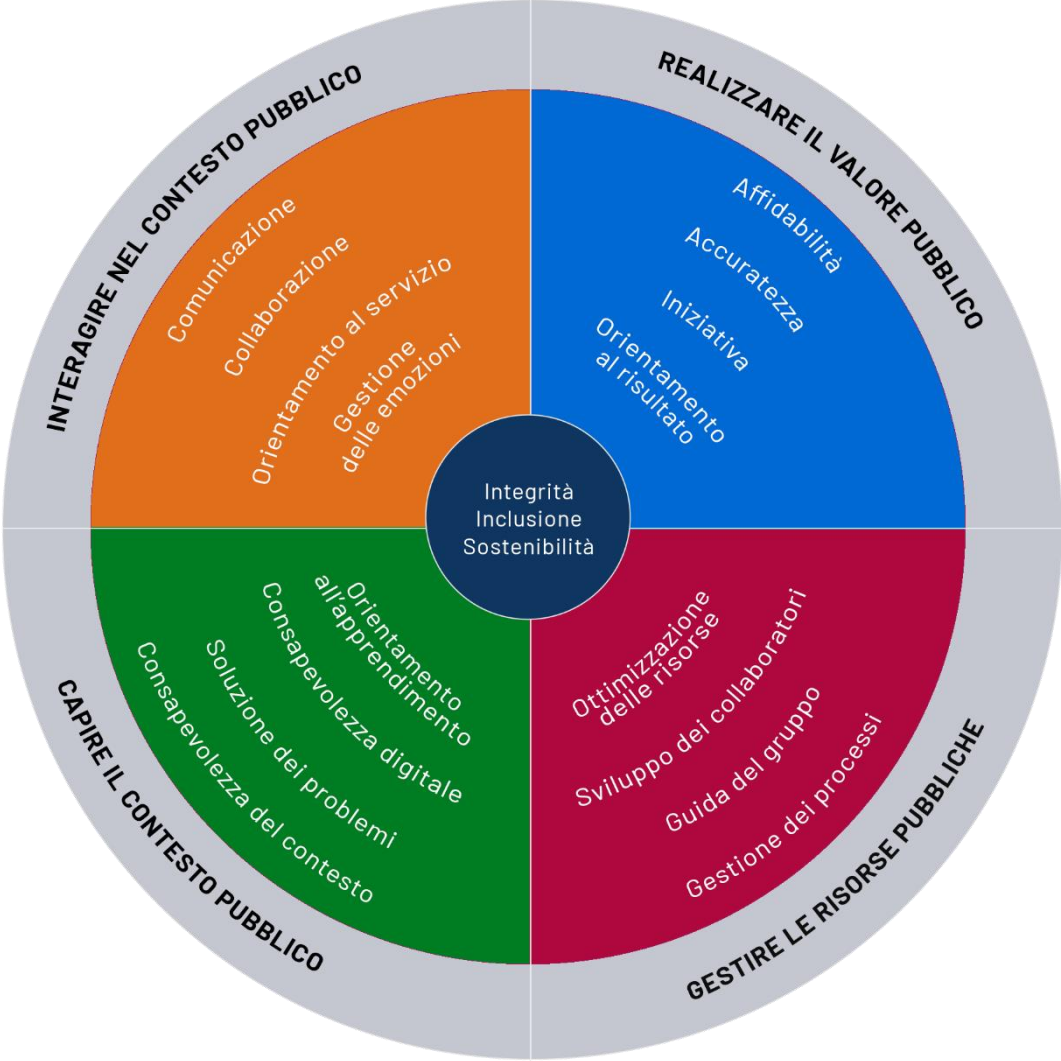 INTERAGIRE NEL CONTESTO PUBBLICO
Comunicazione
Collaborazione
Orientamento al servizio
Gestione
delle emozioni
REALIZZARE IL VALORE PUBBLICO
Affidabilità
Accuratezza
Iniziativa
Orientamento
al risultato
Integrità
Inclusione
Sostenibilità
CAPIRE IL CONTESTO PUBBLICO
Orientamento
all'apprendimento
Consapevolezza digitale
Soluzione dei problemi
Consapevolezza del contesto
GESTIRE LE RISORSE PUBBLICHE
Ottimizzazione
delle risorse
Sviluppo dei collaboratori
Guida del gruppo
Gestione dei processi